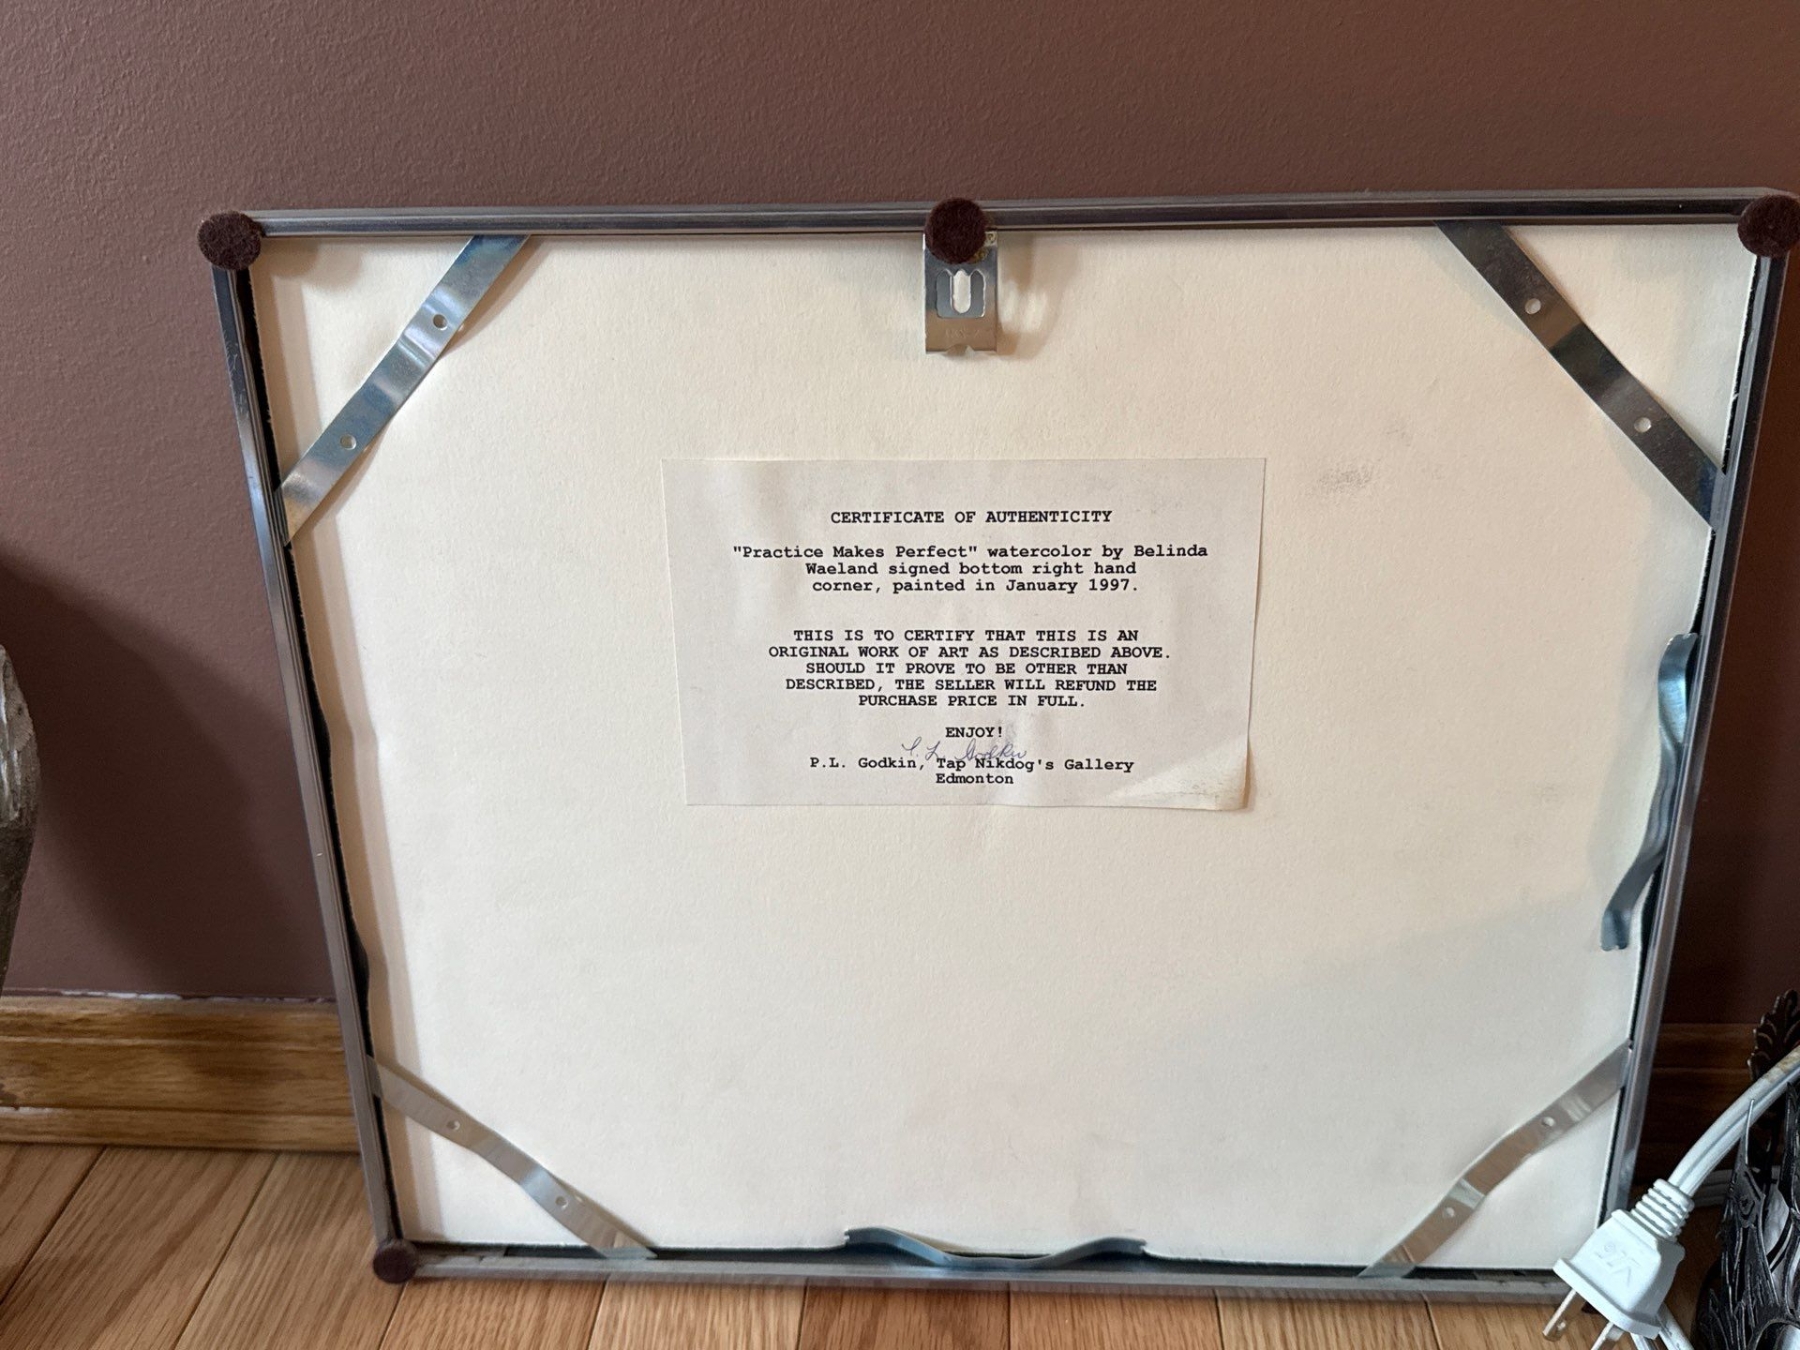 CERTIFICATE OF AUTHENTICITY
"Practice Makes Perfect" watercolor by Belinda
Waeland signed bottom right hand
corner, painted in January 1997.
THIS IS TO CERTIFY THAT THIS IS AN
ORIGINAL WORK OF ART AS DESCRIBED ABOVE.
SHOULD IT PROVE TO BE OTHER THAN
DESCRIBED, THE SELLER WILL REFUND THE
PURCHASE PRICE IN FULL.
ENJOY!
P.L. Godkin
P.L. Godkin, Tap Nikdog's Gallery
Edmonton